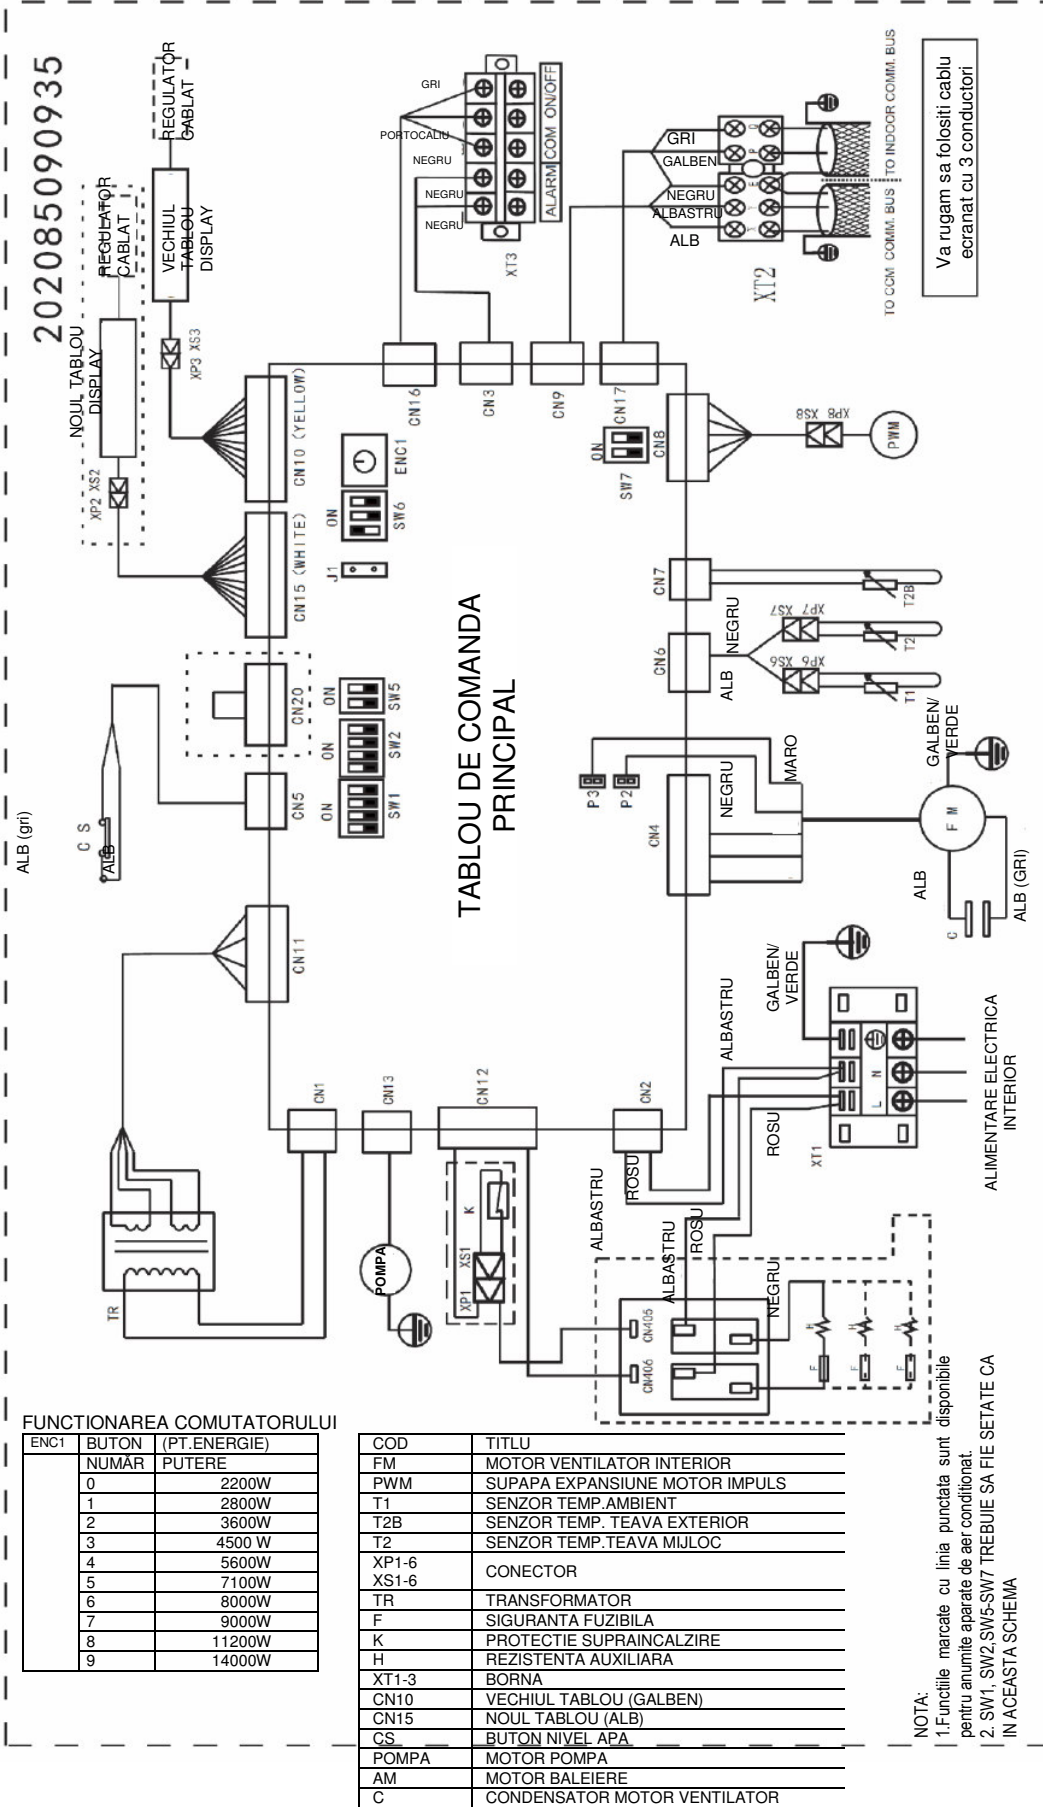 202085090935
REGULATOR
CABLAT
REGULATOR
CABLAT
VECHIUL
TABLOU
DISPLAY
NOUL TABLOU
DISPLAY
XP3 XS3
XP2 XS2
GRI
PORTOCALIU
NEGRU
NEGRU
NEGRU
ALARM COM ON/OFF
XT3
GRI
GALBEN
NEGRU
ALBASTRU
ALB
XT2
TO CCM COMM. BUS TO INDOOR COMM. BUS
Va rugam sa folositi cablu
ecranat cu 3 conductori
CN16
CN3
CN9
CN17
CN10 (YELLOW)
CN15 (WHITE)
ENC1
ON
SW6
J1
ON
SW7
CN8
XP8 XS8
PWM
CN7
T2B
CN6
ALB
NEGRU
XS7 XP7
T2
XS6 XP6
T1
CN20
ON
SW5
ON
SW2
ON
SW1
CN5
TABLOU DE COMANDA
PRINCIPAL
ALB (gri)
C S
ALB
P3
P2
MARO
NEGRU
CN4
GALBEN/
VERDE
F M
ALB
ALB (GRI)
C
CN11
GALBEN/
VERDE
ALBASTRU
ALIMENTARE ELECTRICA
INTERIOR
L N
XT1
ROSU
CN1
CN13
CN12
CN2
TR
POMPA
K
XP1 XS1
ALBASTRU
ROSU
ALBASTRU
ROSU
NEGRU
CN405
CN406
H
H
H
F
F
F
FUNCTIONAREA COMUTATORULUI
ENC1 BUTON (PT.ENERGIE)
NUMĂR PUTERE
0 2200W
1 2800W
2 3600W
3 4500 W
4 5600W
5 7100W
6 8000W
7 9000W
8 11200W
9 14000W
COD TITLU
FM MOTOR VENTILATOR INTERIOR
PWM SUPAPA EXPANSIUNE MOTOR IMPULS
T1 SENZOR TEMP.AMBIENT
T2B SENZOR TEMP. TEAVA EXTERIOR
T2 SENZOR TEMP.TEAVA MIJLOC
XP1-6
XS1-6 CONECTOR
TR TRANSFORMATOR
F SIGURANTA FUZIBILA
K PROTECTIE SUPRAINCALZIRE
H REZISTENTA AUXILIARA
XT1-3 BORNA
CN10 VECHIUL TABLOU (GALBEN)
CN15 NOUL TABLOU (ALB)
CS BUTON NIVEL APA
POMPA MOTOR POMPA
AM MOTOR BALEIERE
C CONDENSATOR MOTOR VENTILATOR
NOTA:
1.Functiile marcate cu linia punctata sunt disponibile
pentru anumite aparate de aer conditionat.
2. SW1, SW2,SW5-SW7 TREBUIE SA FIE SETATE CA
IN ACEASTA SCHEMA